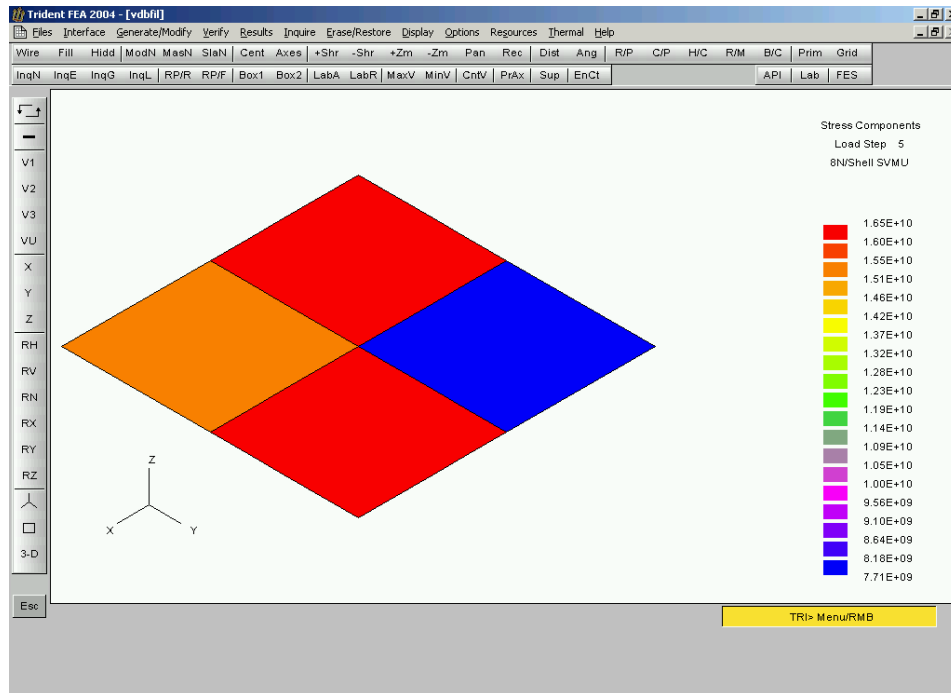 Trident FEA 2004 - [vdbfil]
Files Interface Generate/Modify Verify Results Inquire Erase/Restore Display Options Resources Thermal Help
Wire Fill Hidd ModN MasN SlaN Cent Axes +Shr -Shr +Zm -Zm Pan Rec Dist Ang R/P C/P H/C R/M B/C Prim Grid
InqN InqE InqG InqL RP/R RP/F Box1 Box2 LabA LabR MaxV MinV CntV PrAx Sup EnCt API Lab FES
V1
V2
V3
VU
X
Y
Z
RH
RV
RN
RX
RY
RZ
3-D
Esc
Z
X
Y
Stress Components
Load Step 5
8N/Shell SVMU
1.65E+10
1.60E+10
1.55E+10
1.51E+10
1.46E+10
1.42E+10
1.37E+10
1.32E+10
1.28E+10
1.23E+10
1.19E+10
1.14E+10
1.09E+10
1.05E+10
1.00E+10
9.56E+09
9.10E+09
8.64E+09
8.18E+09
7.71E+09
TRI> Menu/RMB